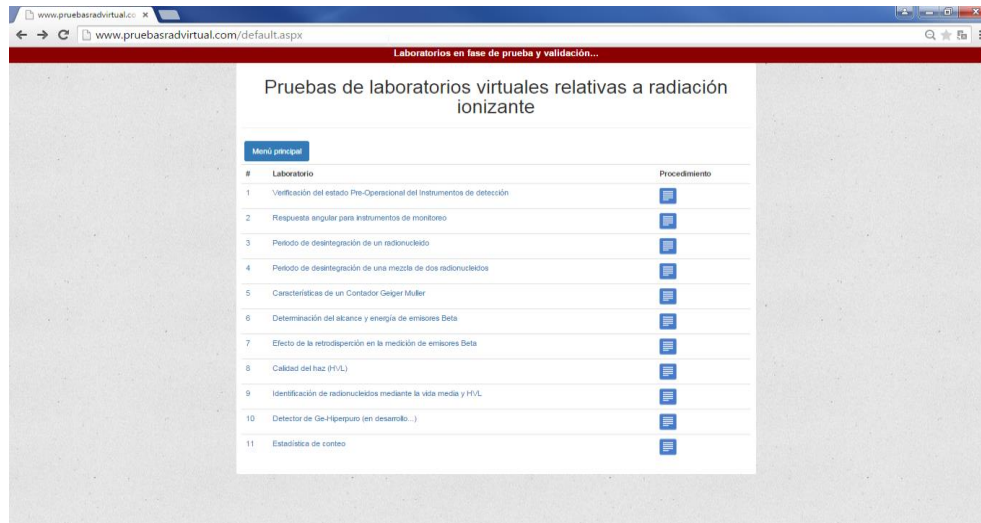 www.pruebasradvirtual.co
www.pruebasradvirtual.com/default.aspx
Laboratorios en fase de prueba y validación...
Pruebas de laboratorios virtuales relativas a radiación
ionizante
Menú principal
# Laboratorio Procedimiento
1 Verificación del estado Pre-Operacional del Instrumentos de detección
2 Respuesta angular para instrumentos de monitoreo
3 Periodo de desintegración de un radionucleido
4 Periodo de desintegración de una mezcla de dos radionucleidos
5 Características de un Contador Geiger Muller
6 Determinación del alcance y energía de emisores Beta
7 Efecto de la retrodisperción en la medición de emisores Beta
8 Calidad del haz (HVL)
9 Identificación de radionucleidos mediante la vida media y HVL
10 Detector de Ge-Hiperpuro (en desarrollo...)
11 Estadística de conteo